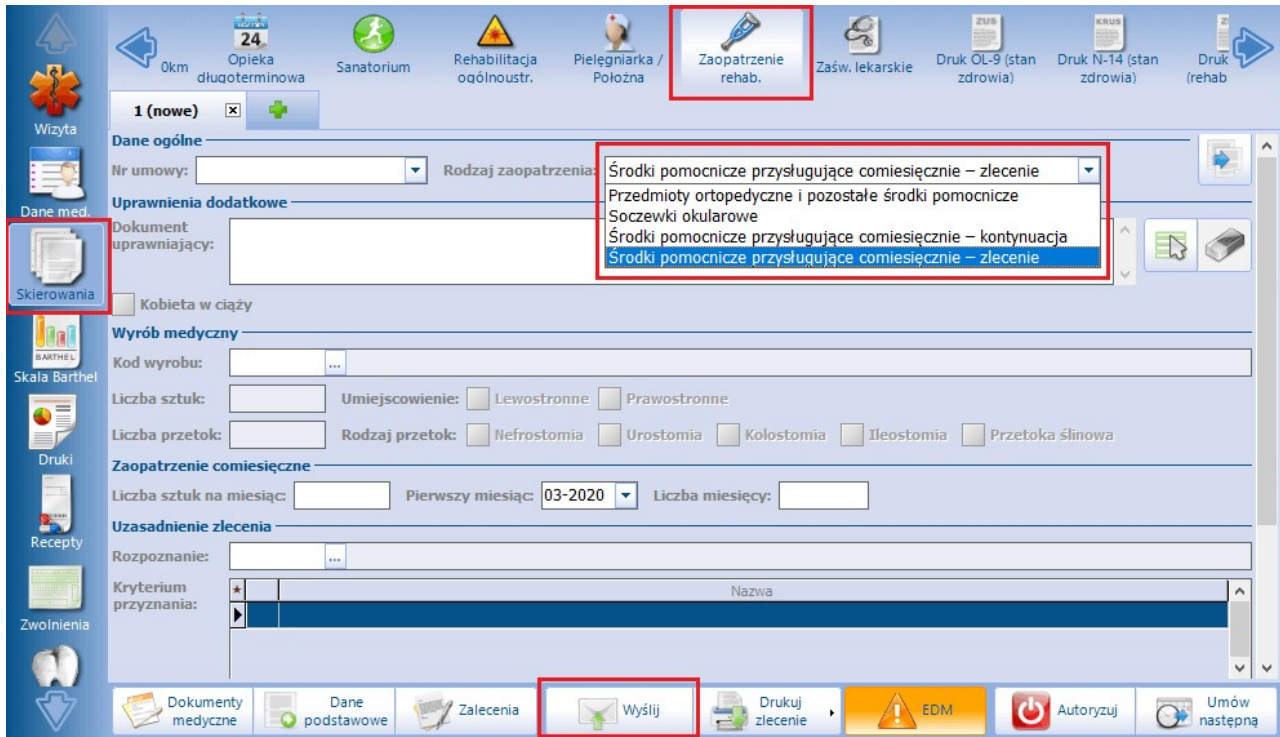 0km
24
Opieka
długoterminowa
Sanatorium
Rehabilitacja
ogólnoustr.
Pielęgniarka /
Położna
Zaopatrzenie
rehab.
Zaśw. lekarskie
ZUS
Druk OL-9 (stan
zdrowia)
KRUS
Druk N-14 (stan
zdrowia)
Druk
(rehab
Wizyta
Dane med.
Skierowania
BARTHEL
Skala Barthel
Druki
Recepty
Zwolnienia
1 (nowe)
Dane ogólne
Nr umowy: Rodzaj zaopatrzenia: Środki pomocnicze przysługujące comiesięcznie – zlecenie
Przedmioty ortopedyczne i pozostałe środki pomocnicze
Soczewki okularowe
Środki pomocnicze przysługujące comiesięcznie – kontynuacja
Środki pomocnicze przysługujące comiesięcznie – zlecenie
Uprawnienia dodatkowe
Dokument
uprawniający:
Kobieta w ciąży
Wyrób medyczny
Kod wyrobu: ...
Liczba sztuk: Umiejscowienie: Lewostronne Prawostronne
Liczba przetok: Rodzaj przetok: Nefrostomia Urostomia Kolostomia Ileostomia Przetoka ślinowa
Zaopatrzenie comiesięczne
Liczba sztuk na miesiąc: Pierwszy miesiąc: 03-2020 Liczba miesięcy:
Uzasadnienie zlecenia
Rozpoznanie: ...
Kryterium
przyznania:
* Nazwa
Dokumenty
medyczne
Dane
podstawowe
Zalecenia
Wyślij
Drukuj
zlecenie
EDM
Autoryzuj
Umów
następną